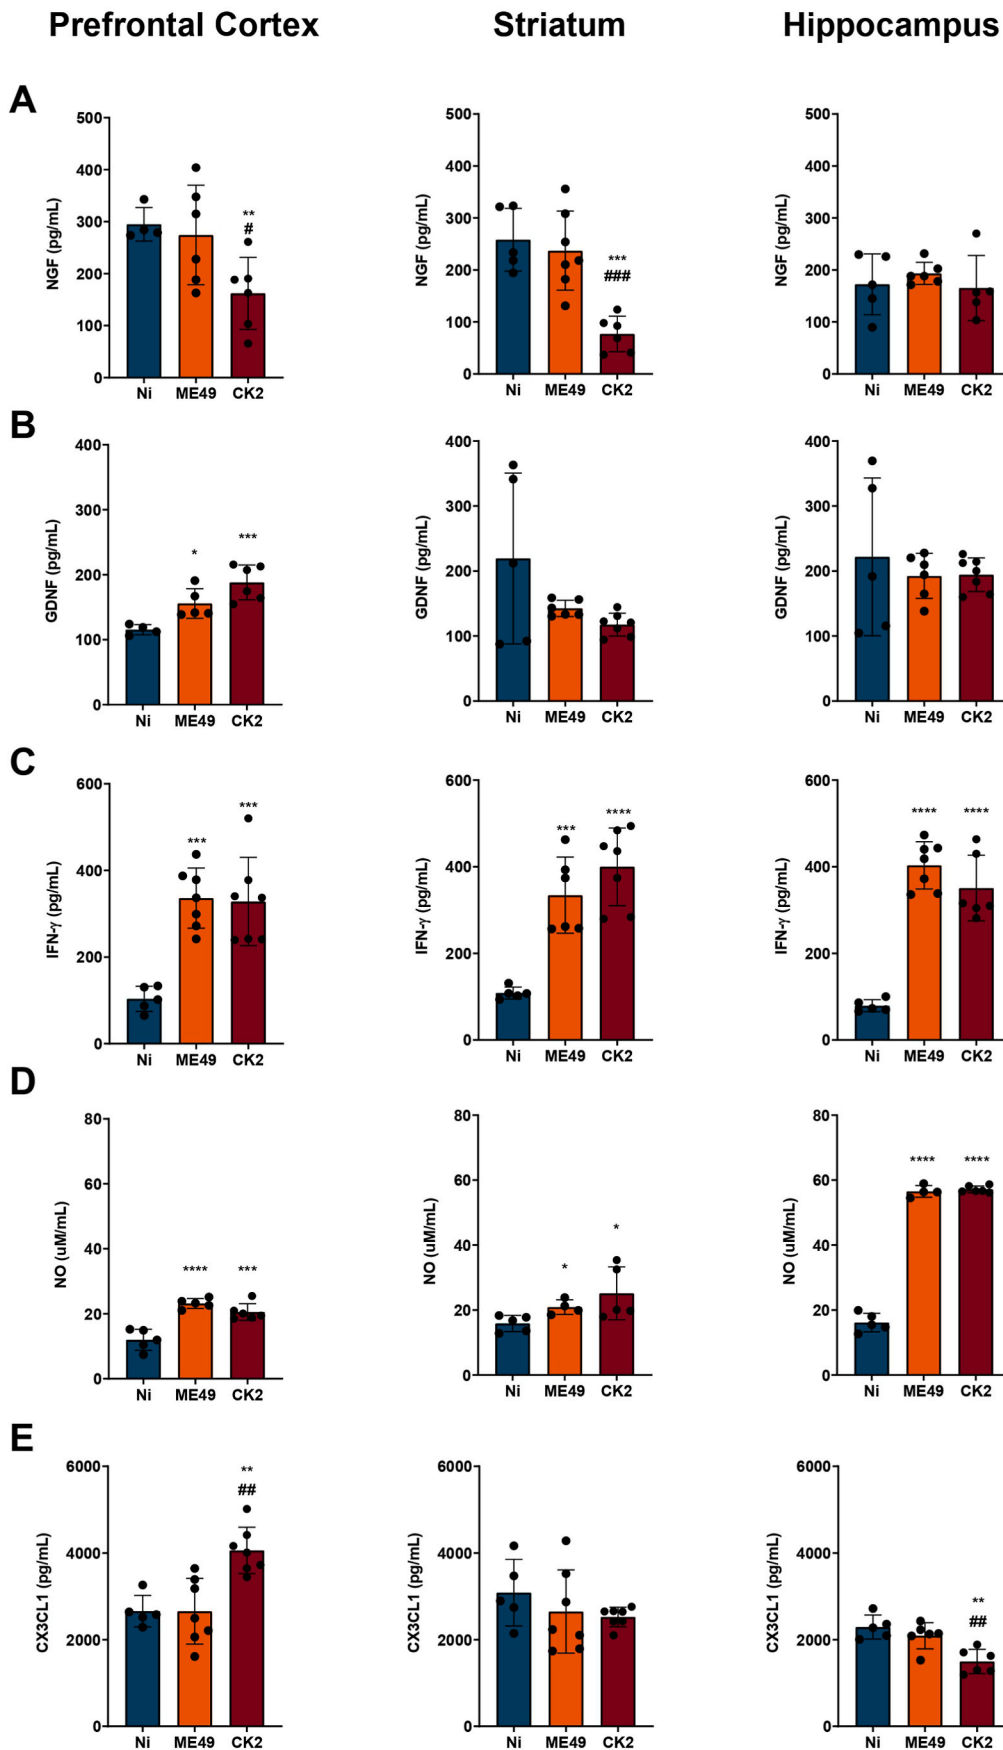 Prefrontal Cortex Striatum Hippocampus
A
500
400
300
200
100
0
NGF (pg/mL)
**
#
Ni ME49 CK2
500
400
300
200
100
0
NGF (pg/mL)
***
###
Ni ME49 CK2
500
400
300
200
100
0
NGF (pg/mL)
Ni ME49 CK2
B
400
300
200
100
0
GDNF (pg/mL)
* ***
Ni ME49 CK2
400
300
200
100
0
GDNF (pg/mL)
Ni ME49 CK2
400
300
200
100
0
GDNF (pg/mL)
Ni ME49 CK2
C
600
400
200
0
IFN-γ (pg/mL)
*** ***
Ni ME49 CK2
600
400
200
0
IFN-γ (pg/mL)
*** ****
Ni ME49 CK2
600
400
200
0
IFN-γ (pg/mL)
**** ****
Ni ME49 CK2
D
80
60
40
20
0
NO (uM/mL)
**** ***
Ni ME49 CK2
80
60
40
20
0
NO (uM/mL)
* *
Ni ME49 CK2
80
60
40
20
0
NO (uM/mL)
**** ****
Ni ME49 CK2
E
6000
4000
2000
0
CX3CL1 (pg/mL)
**
##
Ni ME49 CK2
6000
4000
2000
0
CX3CL1 (pg/mL)
Ni ME49 CK2
6000
4000
2000
0
CX3CL1 (pg/mL)
**
##
Ni ME49 CK2